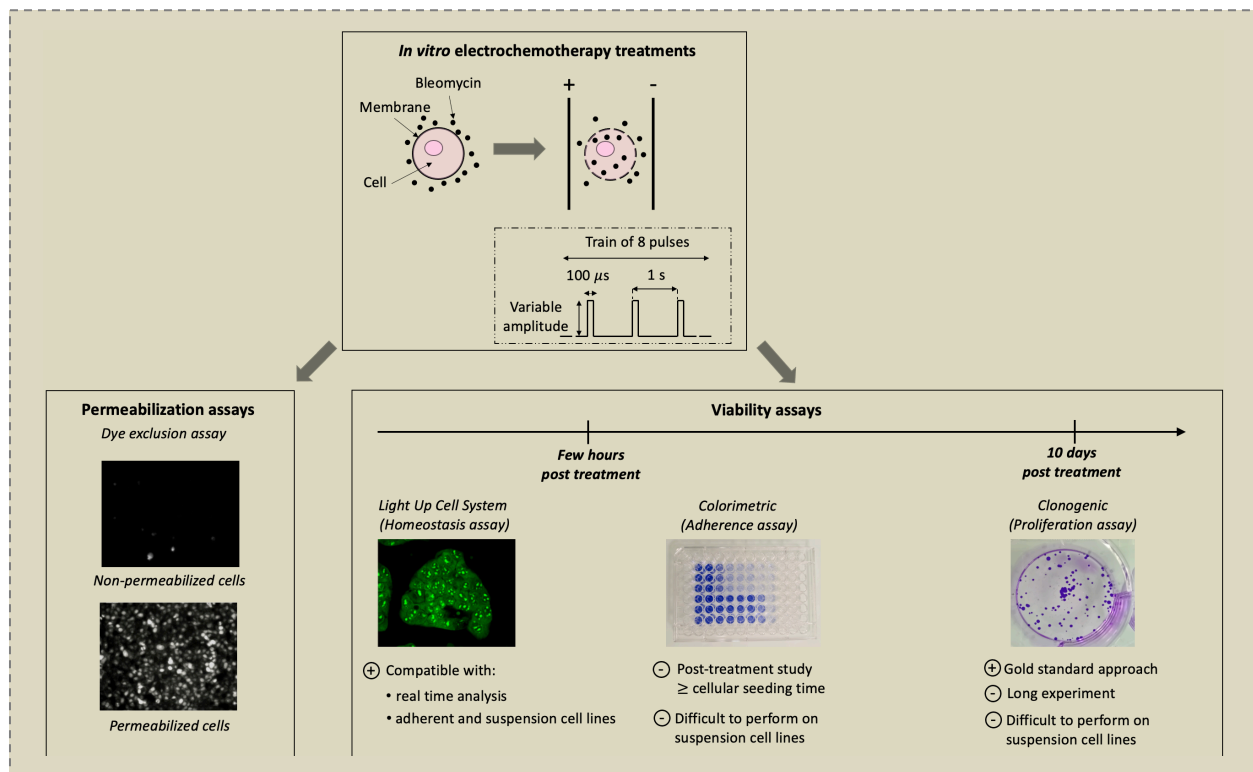 In vitro electrochemotherapy treatments
Bleomycin
Membrane
Cell
+
-
Train of 8 pulses
100 µs
1 s
Variable
amplitude
Permeabilization assays
Dye exclusion assay
Non-permeabilized cells
Permeabilized cells
Viability assays
Few hours
post treatment
10 days
post treatment
Light Up Cell System
(Homeostasis assay)
+ Compatible with:
• real time analysis
• adherent and suspension cell lines
Colorimetric
(Adherence assay)
- Post-treatment study
≥ cellular seeding time
- Difficult to perform on
suspension cell lines
Clonogenic
(Proliferation assay)
+ Gold standard approach
- Long experiment
- Difficult to perform on
suspension cell lines